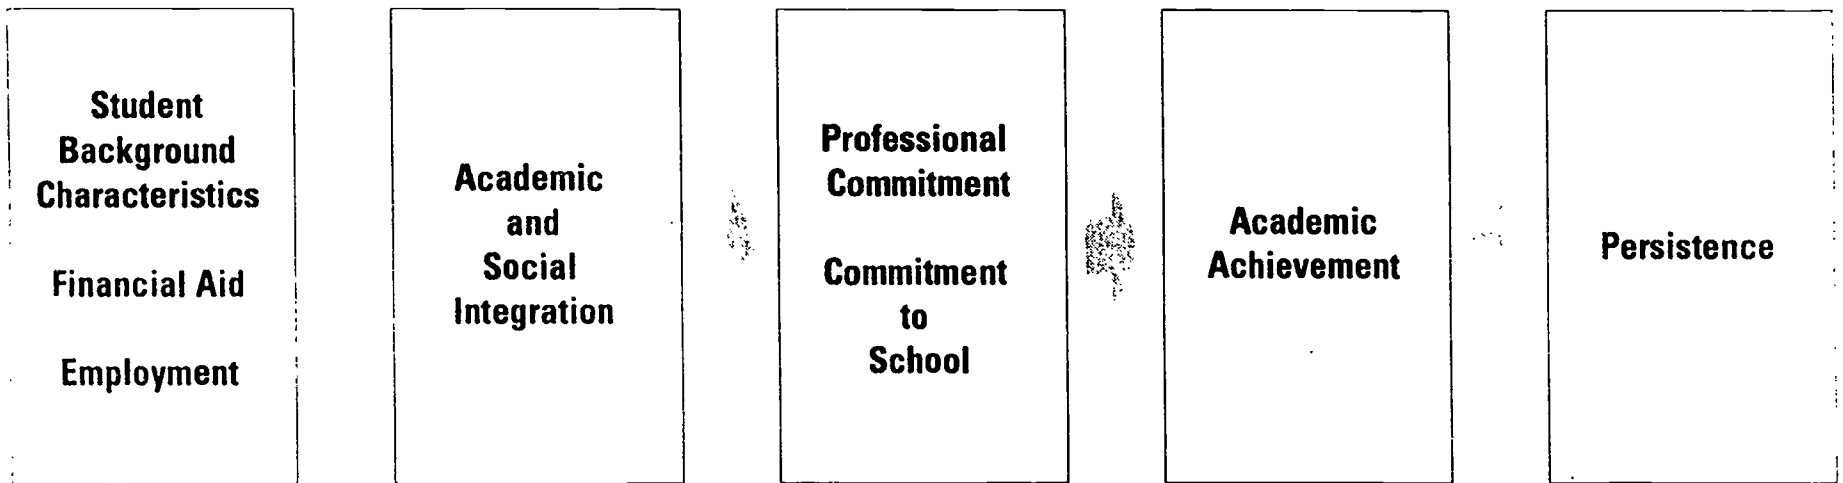 Student
Background
Characteristics
Financial Aid
Employment
Academic
and
Social
Integration
Professional
Commitment
Commitment
to
School
Academic
Achievement
Persistence